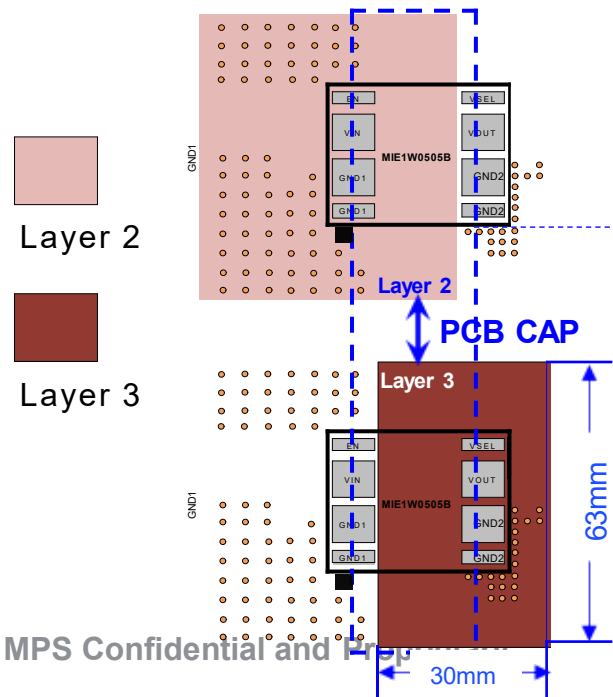 EN
VSEL
VIN
VOUT
MIE1W0505B
GND1
GND1
GND2
GND1
GND2
Layer 2
Layer 2
PCB CAP
Layer 3
Layer 3
EN
VSEL
VIN
VOUT
MIE1W0505B
GND1
GND1
GND2
GND1
GND2
63mm
MPS Confidential and
30mm